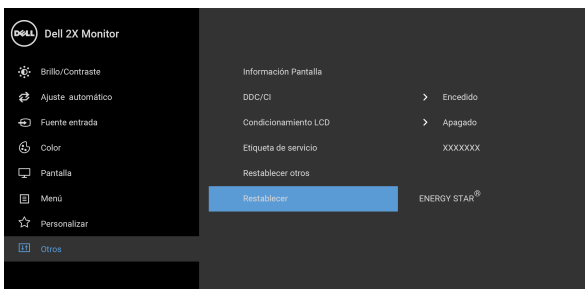 DELL Dell 2X Monitor
Brillo/Contraste
Ajuste automático
Fuente entrada
Color
Pantalla
Menú
Personalizar
Otros
Información Pantalla
DDC/CI > Encedido
Condicionamiento LCD > Apagado
Etiqueta de servicio XXXXXXX
Restablecer otros
Restablecer ENERGY STAR®